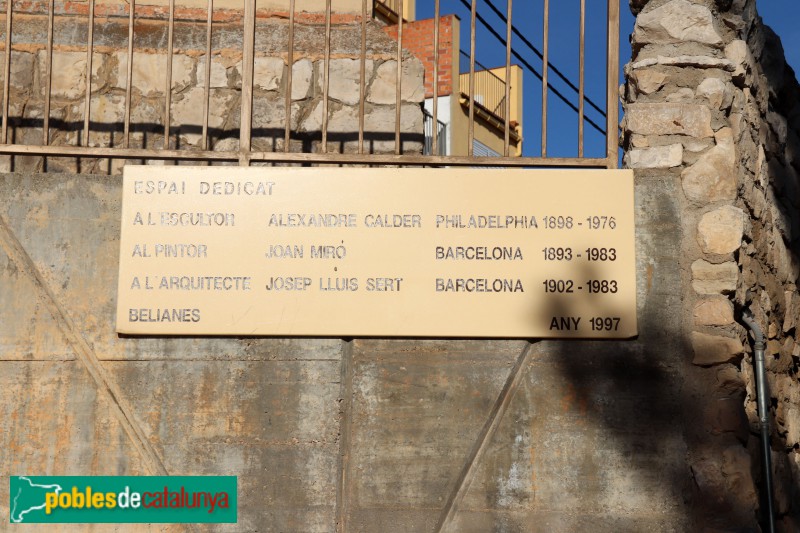 ESPAI DEDICAT
A L'ESCULTOR ALEXANDRE CALDER PHILADELPHIA 1898 - 1976
AL PINTOR JOAN MIRÓ BARCELONA 1893 - 1983
A L'ARQUITECTE JOSEP LLUIS SERT BARCELONA 1902 - 1983
BELIANES ANY 1997
poblesdecatalunya